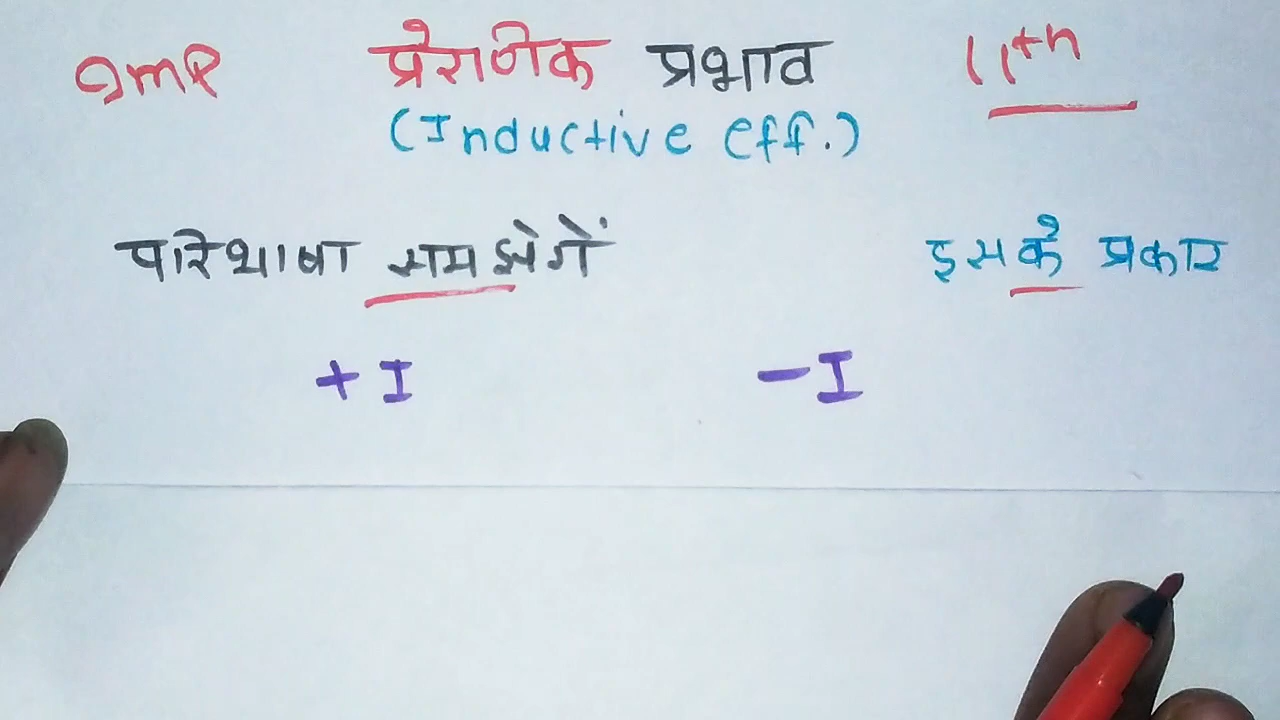 Imp प्रेरणिक प्रभाव 11th
(Inductive Eff.)
परिभाषा समझेगें इसके प्रकार
+I -I